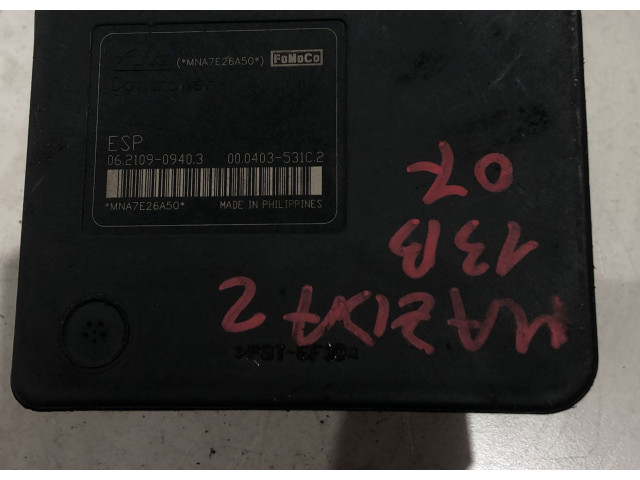 (*MNA7E26A50*) FoMoCo
Controller
ESP
06.2109-0940.3 00.0403-531C.2
*MNA7E26A50* MADE IN PHILIPPINES
MAZDA 2
13B
07